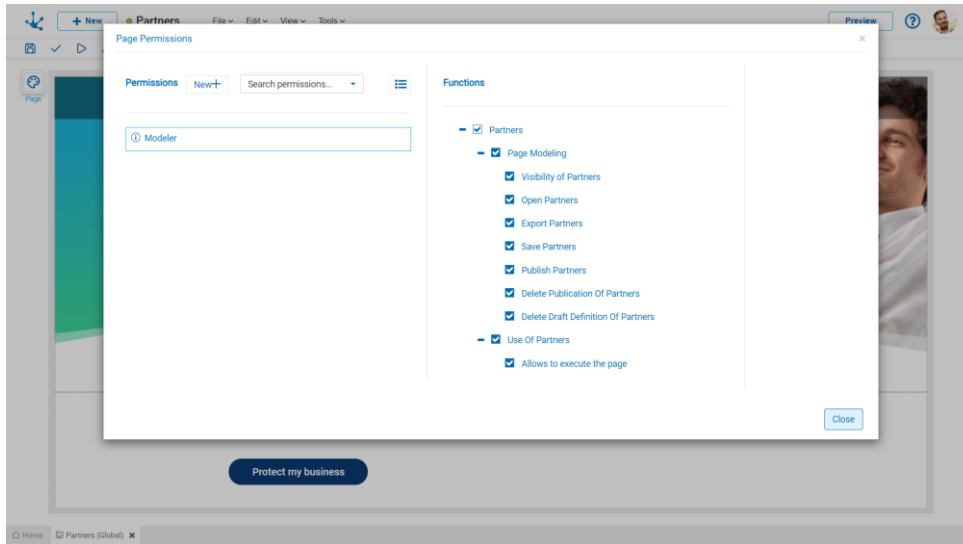 + New
Partners
File
Edit
View
Tools
Preview
Page Permissions
×
Page
Permissions
New+
Search permissions...
Functions
Modeler
Partners
Page Modeling
Visibility of Partners
Open Partners
Export Partners
Save Partners
Publish Partners
Delete Publication Of Partners
Delete Draft Definition Of Partners
Use Of Partners
Allows to execute the page
Close
Protect my business
Home
Partners (Global)